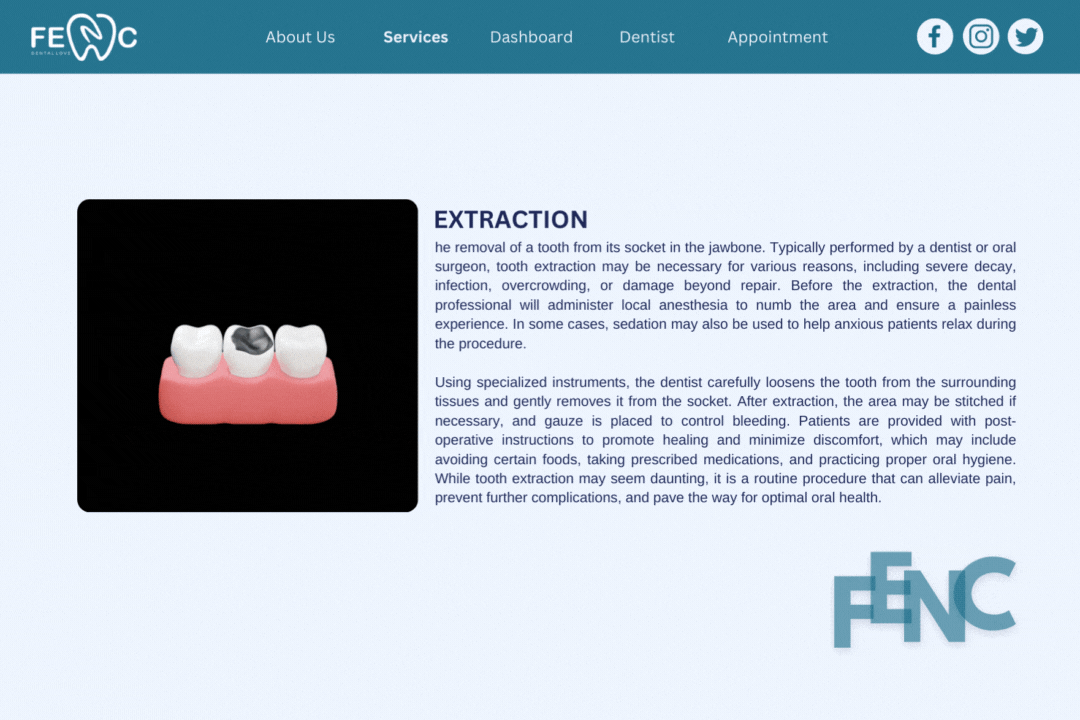 FENC
DENTAL LOVE
About Us
Services
Dashboard
Dentist
Appointment
EXTRACTION
he removal of a tooth from its socket in the jawbone. Typically performed by a dentist or oral
surgeon, tooth extraction may be necessary for various reasons, including severe decay,
infection, overcrowding, or damage beyond repair. Before the extraction, the dental
professional will administer local anesthesia to numb the area and ensure a painless
experience. In some cases, sedation may also be used to help anxious patients relax during
the procedure.
Using specialized instruments, the dentist carefully loosens the tooth from the surrounding
tissues and gently removes it from the socket. After extraction, the area may be stitched if
necessary, and gauze is placed to control bleeding. Patients are provided with post-
operative instructions to promote healing and minimize discomfort, which may include
avoiding certain foods, taking prescribed medications, and practicing proper oral hygiene.
While tooth extraction may seem daunting, it is a routine procedure that can alleviate pain,
prevent further complications, and pave the way for optimal oral health.
FENC